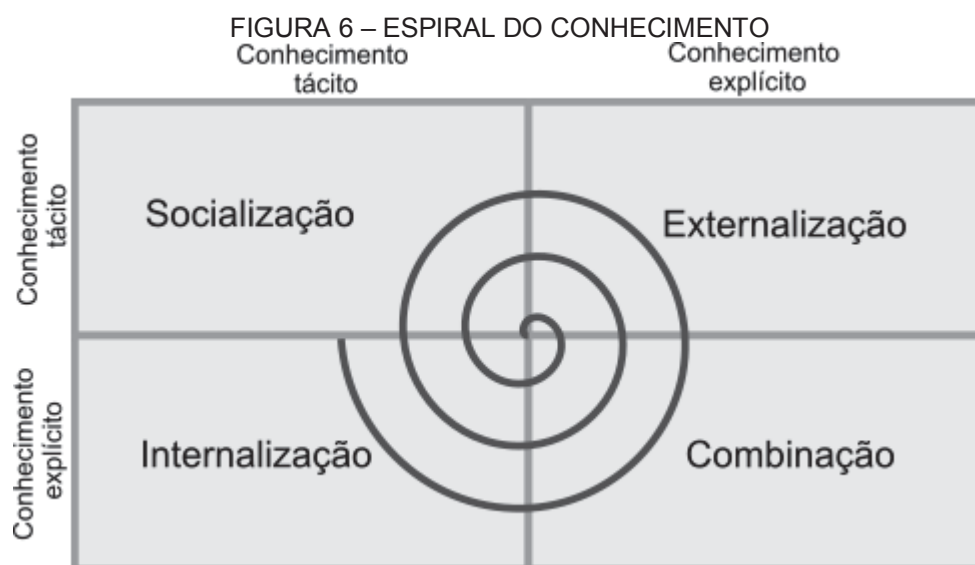 FIGURA 6 – ESPIRAL DO CONHECIMENTO
Conhecimento
tácito
Conhecimento
explícito
Conhecimento
tácito
Socialização
Externalização
Conhecimento
explícito
Internalização
Combinação